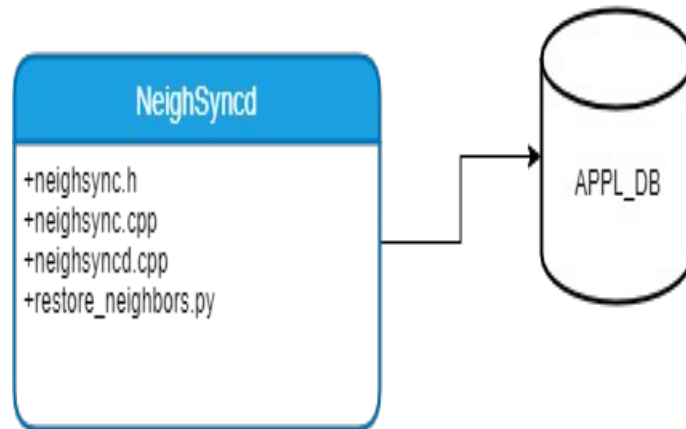 NeighSyncd
+neighsync.h
+neighsync.cpp
+neighsyncd.cpp
+restore_neighbors.py
APPL_DB